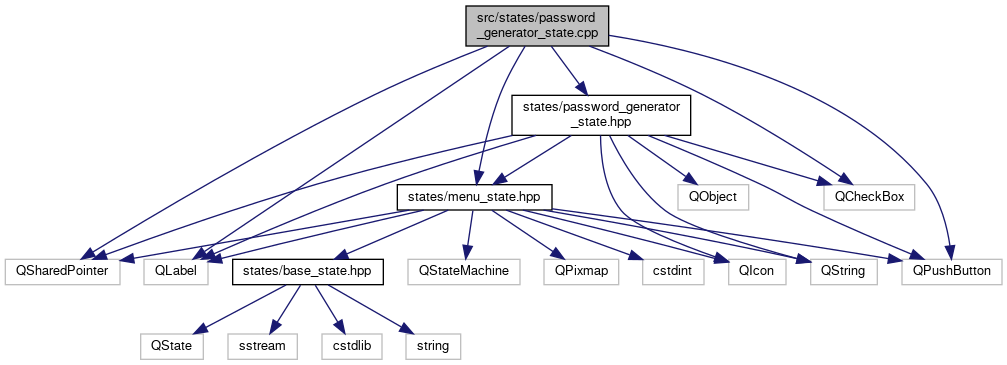 src/states/password
_generator_state.cpp
states/password_generator
_state.hpp
states/menu_state.hpp
QObject
QCheckBox
QSharedPointer
QLabel
states/base_state.hpp
QStateMachine
QPixmap
cstdint
QIcon
QString
QPushButton
QState
sstream
cstdlib
string